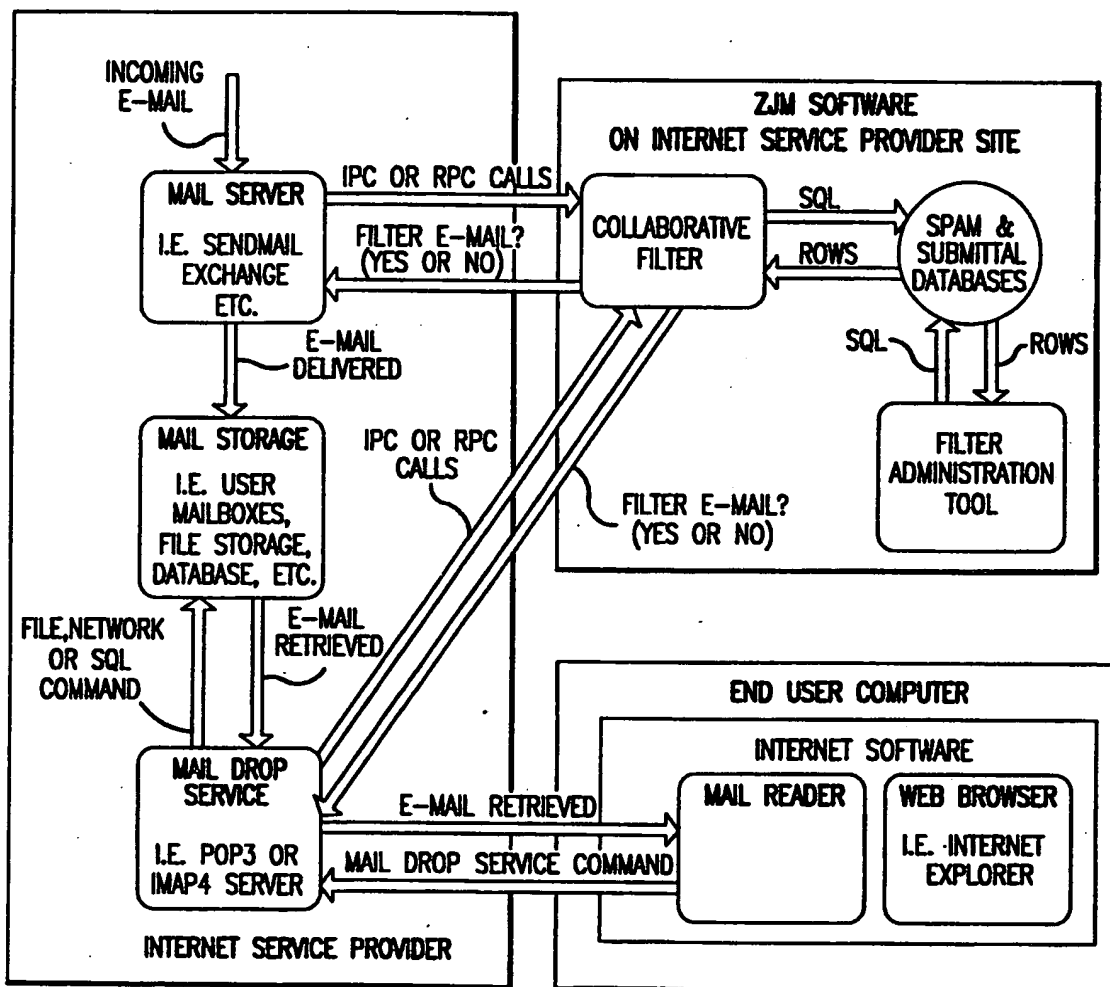 INCOMING
E-MAIL
MAIL SERVER
I.E. SENDMAIL
EXCHANGE
ETC.
IPC OR RPC CALLS
FILTER E-MAIL?
(YES OR NO)
E-MAIL
DELIVERED
MAIL STORAGE
I.E. USER
MAILBOXES,
FILE STORAGE,
DATABASE, ETC.
FILE,NETWORK
OR SQL
COMMAND
E-MAIL
RETRIEVED
MAIL DROP
SERVICE
I.E. POP3 OR
IMAP4 SERVER
INTERNET SERVICE PROVIDER
ZJM SOFTWARE
ON INTERNET SERVICE PROVIDER SITE
COLLABORATIVE
FILTER
SQL
ROWS
SPAM &
SUBMITTAL
DATABASES
SQL
ROWS
FILTER
ADMINISTRATION
TOOL
IPC OR RPC
CALLS
FILTER E-MAIL?
(YES OR NO)
E-MAIL RETRIEVED
MAIL DROP SERVICE COMMAND
END USER COMPUTER
INTERNET SOFTWARE
MAIL READER
WEB BROWSER
I.E. INTERNET
EXPLORER